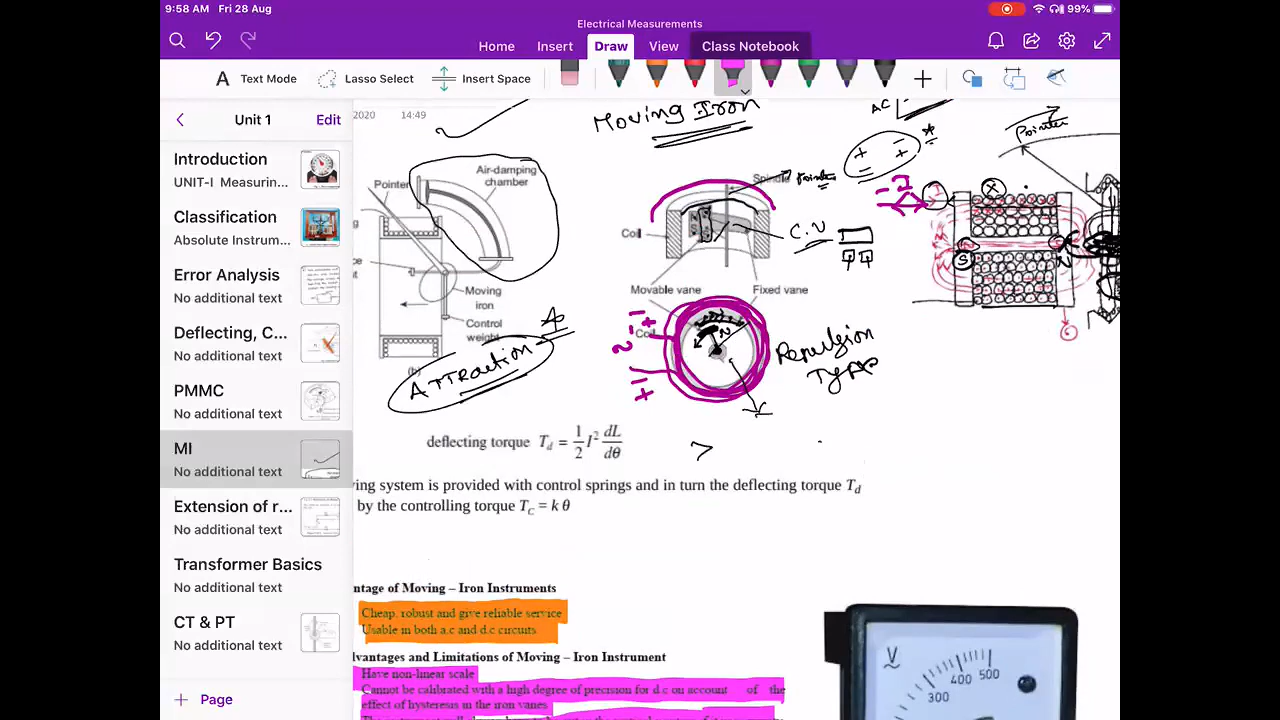 9:58 AM Fri 28 Aug
99%
Electrical Measurements
Home Insert Draw View Class Notebook
Text Mode Lasso Select Insert Space
Unit 1 Edit
Introduction
UNIT-I Measurin...
Classification
Absolute Instrum...
Error Analysis
No additional text
Deflecting, C...
No additional text
PMMC
No additional text
MI
No additional text
Extension of r...
No additional text
Transformer Basics
No additional text
CT & PT
No additional text
Page
2020 14:49
Moving Iron
AC
Pointer
Air-damping
chamber
Pointer
Moving
iron
Control
weight
(b)
ATTRACTION
Spindle
Pointer
Coil
C.V
Movable vane Fixed vane
Coil
N
Repulsion
Type
+ +
- -
- I
I
X
S
N
deflecting torque T_d = 1/2 I² dL/dθ
>
ving system is provided with control springs and in turn the deflecting torque T_d
by the controlling torque T_C = k θ
ntage of Moving – Iron Instruments
Cheap, robust and give reliable service
Usable in both a.c and d.c circuits
dvantages and Limitations of Moving – Iron Instrument
Have non-linear scale
Cannot be calibrated with a high degree of precision for d.c on account of the
effect of hysteresis in the iron vanes
V
300 400 500